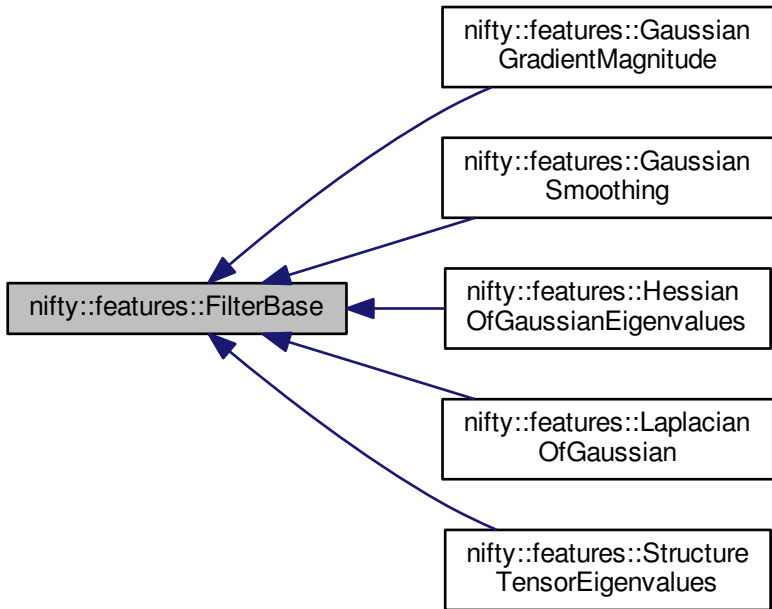 nifty::features::Gaussian
GradientMagnitude
nifty::features::Gaussian
Smoothing
nifty::features::FilterBase
nifty::features::Hessian
OfGaussianEigenvalues
nifty::features::Laplacian
OfGaussian
nifty::features::Structure
TensorEigenvalues